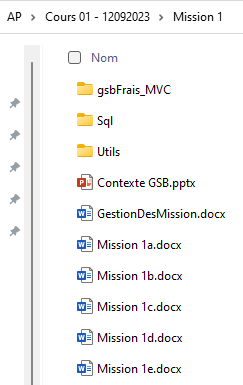 AP > Cours 01 - 12092023 > Mission 1
Nom
gsbFrais_MVC
Sql
Utils
Contexte GSB.pptx
GestionDesMission.docx
Mission 1a.docx
Mission 1b.docx
Mission 1c.docx
Mission 1d.docx
Mission 1e.docx